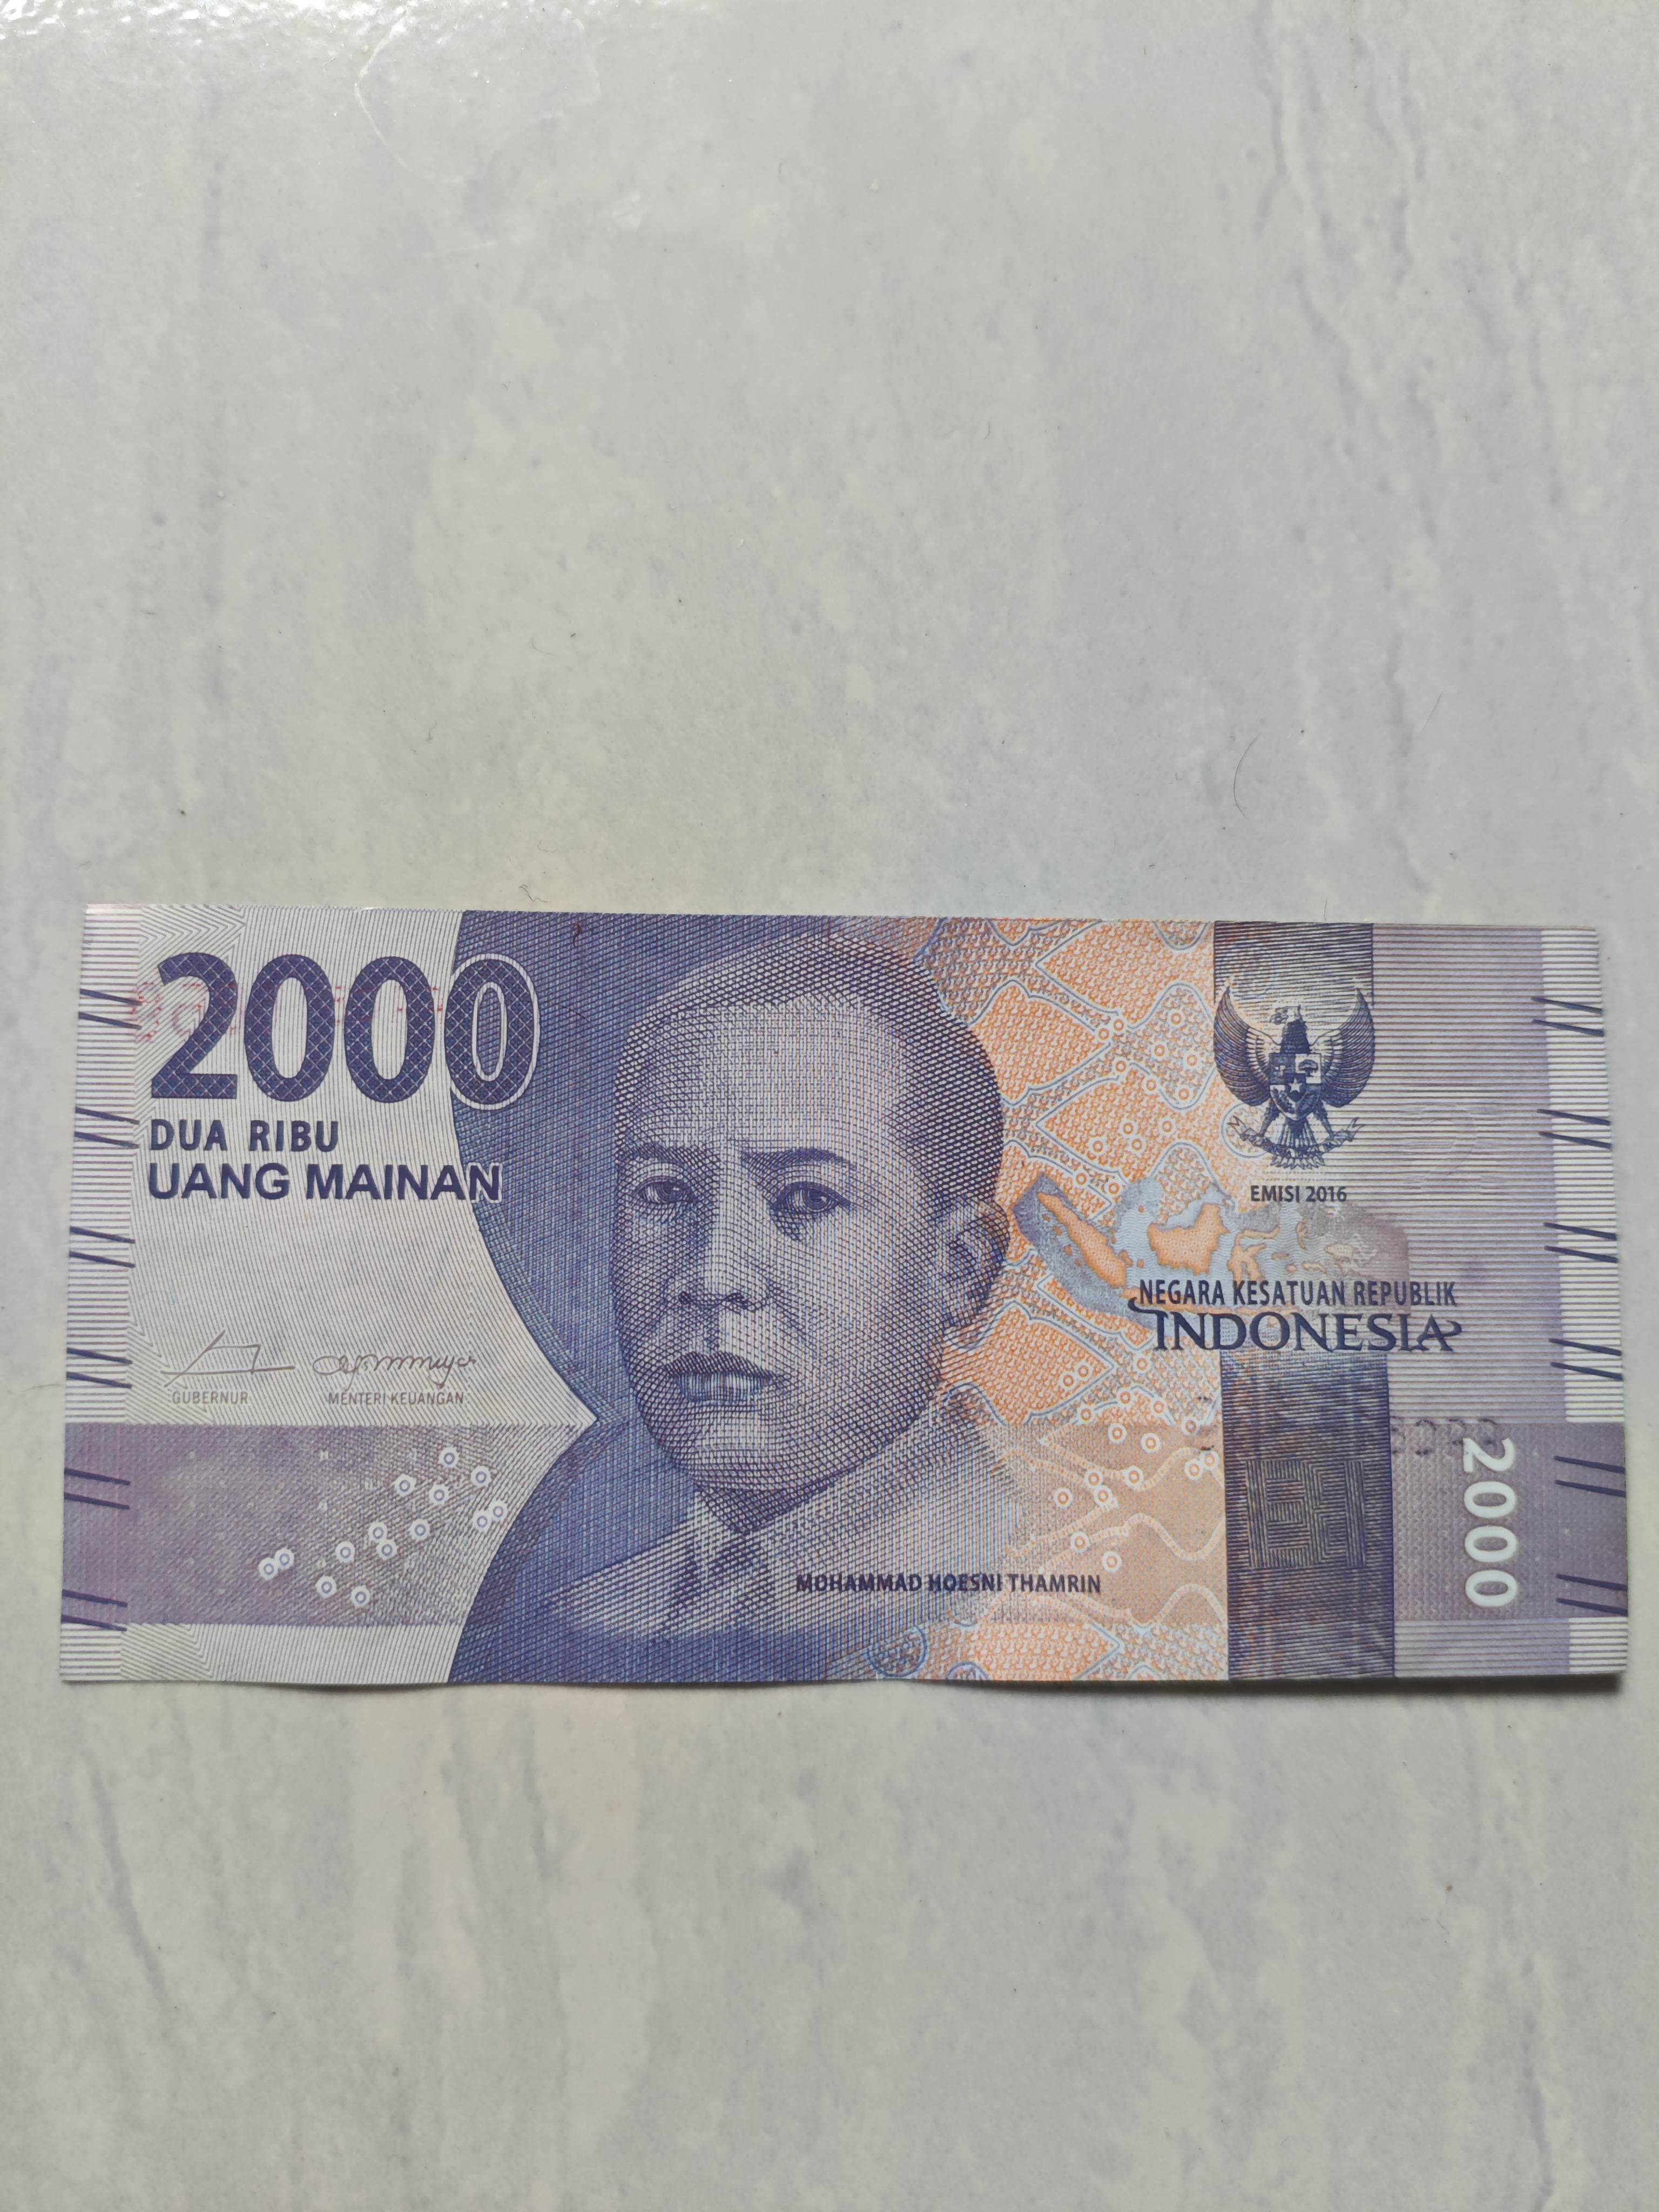 2000
DUA RIBU
UANG MAINAN
GUBERNUR
MENTERI KEUANGAN
EMISI 2016
NEGARA KESATUAN REPUBLIK
INDONESIA
MOHAMMAD HOESNI THAMRIN
2000